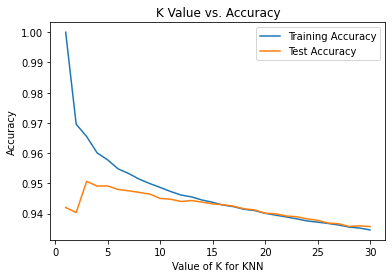 K Value vs. Accuracy
Training Accuracy
Test Accuracy
1.00
0.99
0.98
0.97
0.96
0.95
0.94
Accuracy
0
5
10
15
20
25
30
Value of K for KNN